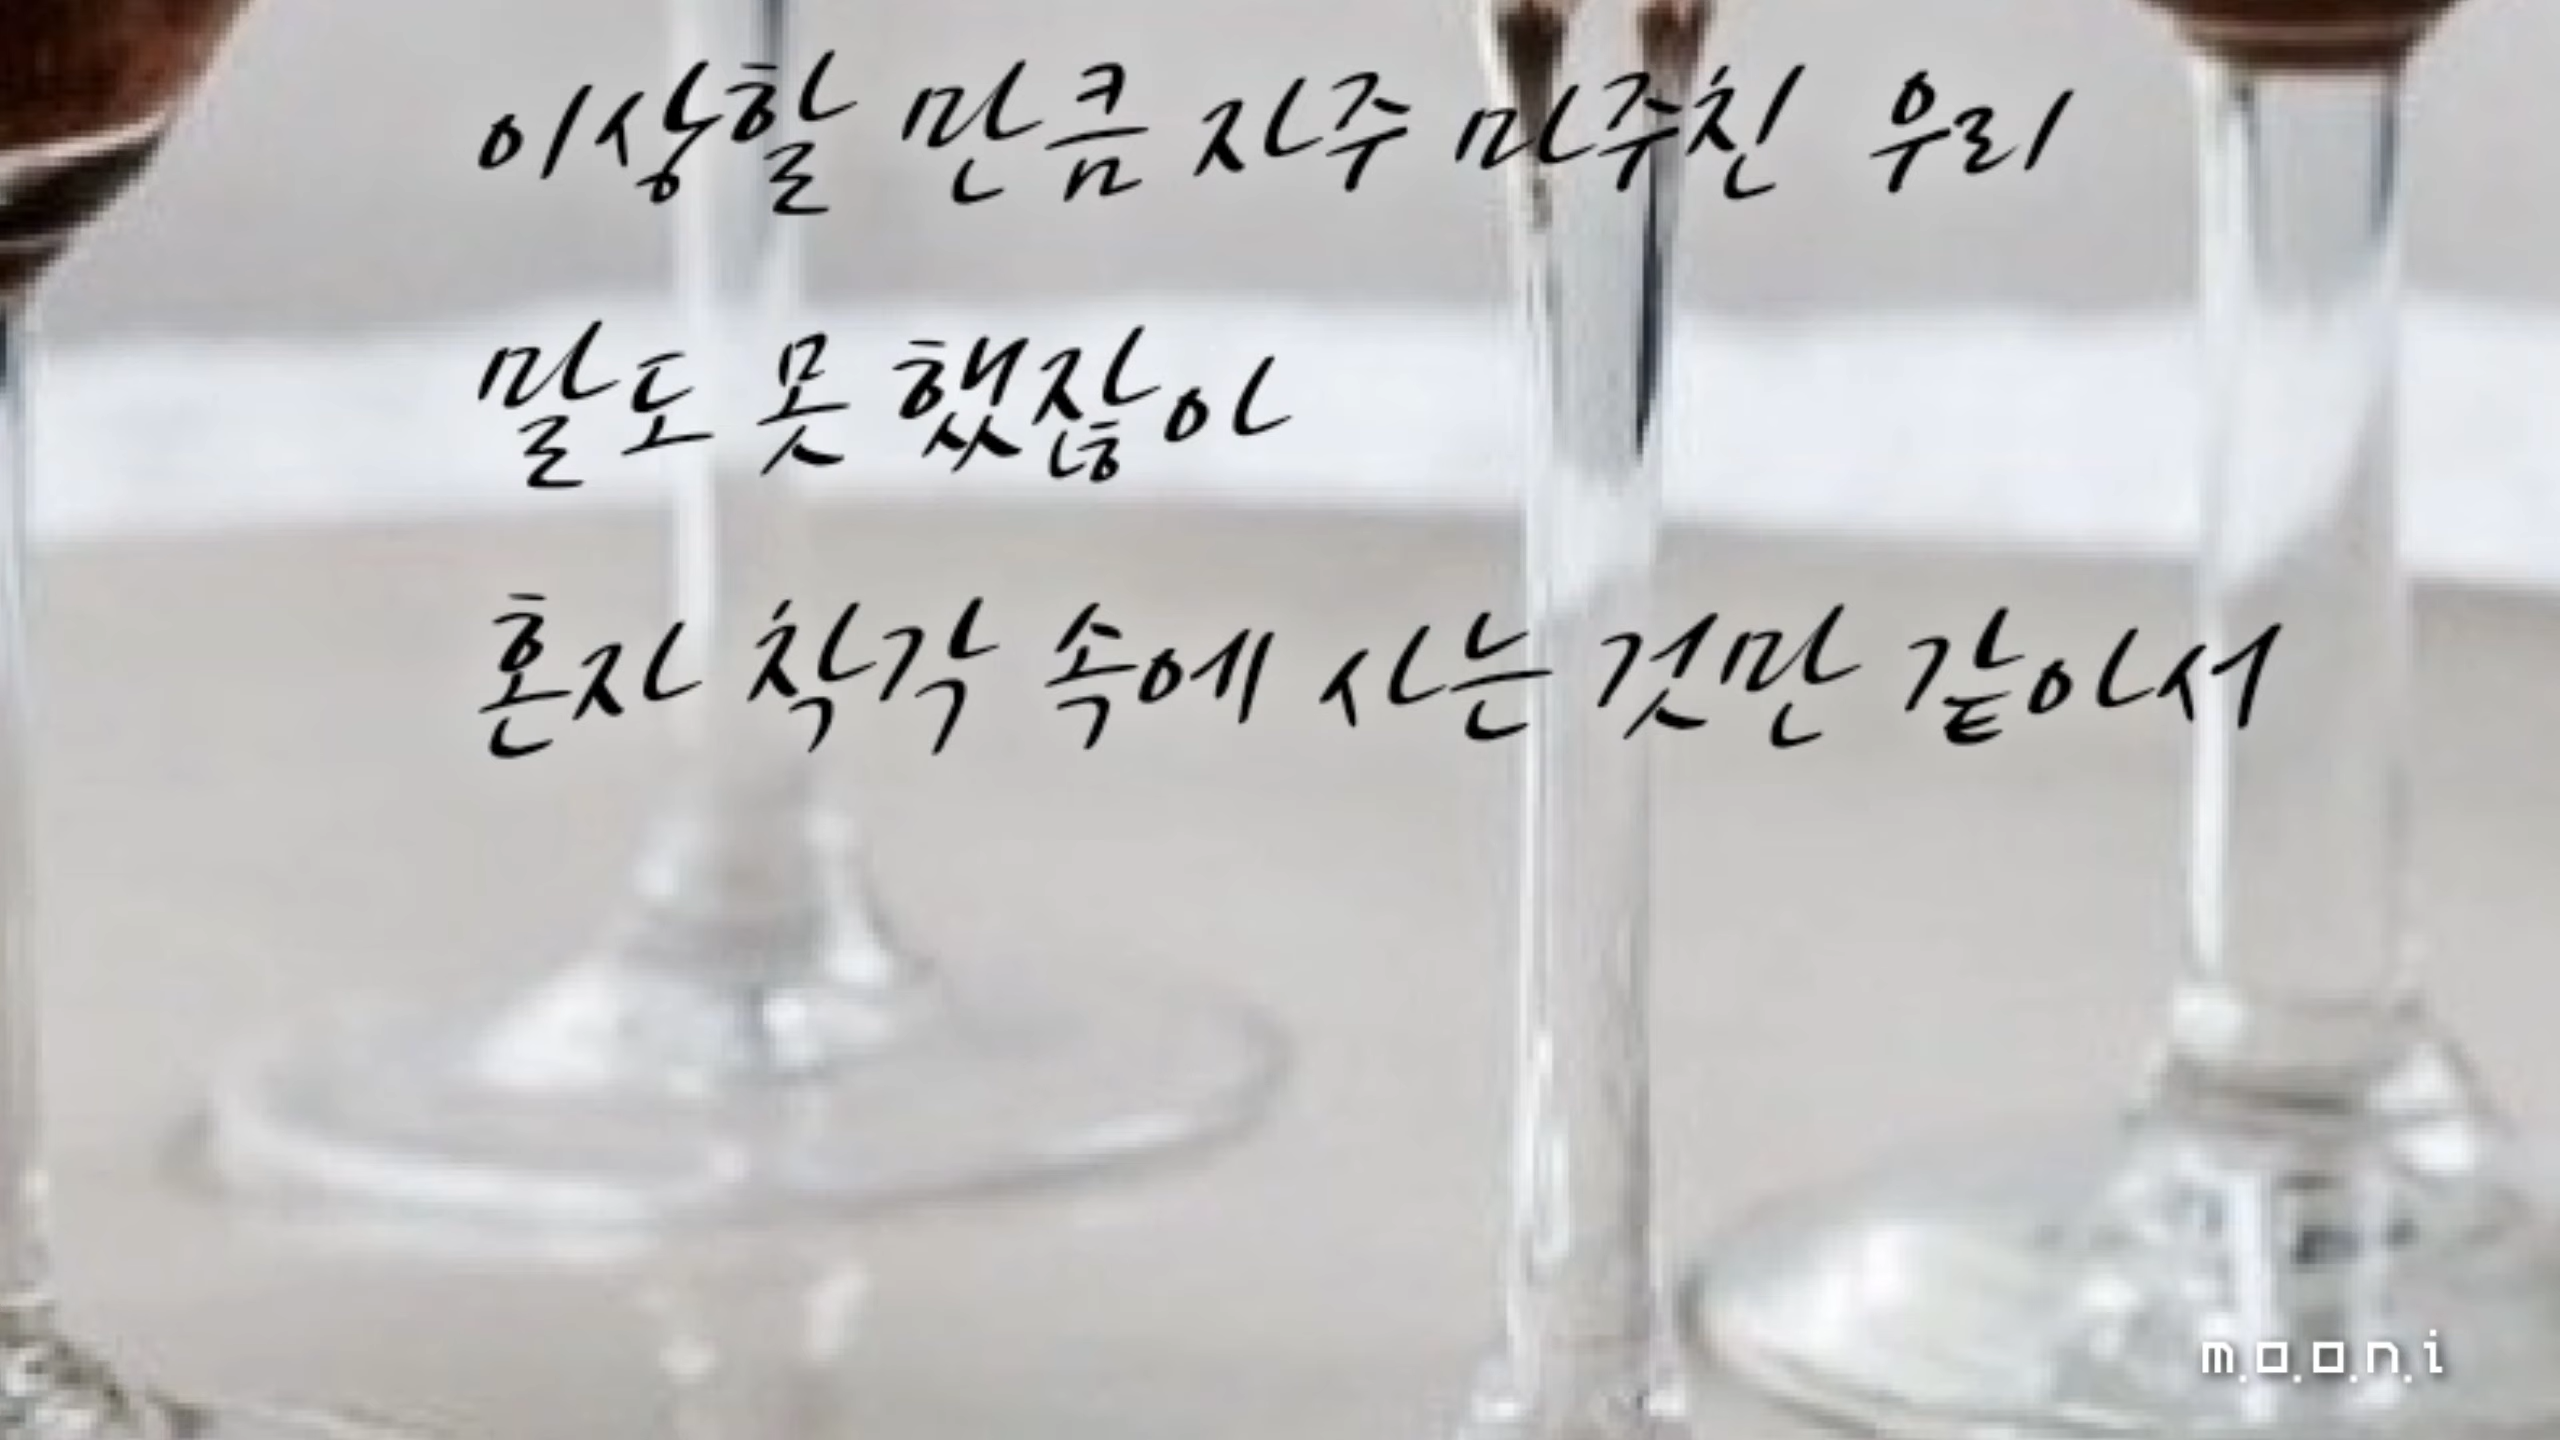 이상할 만큼 자주 마주친 우리
말도 못 했잖아
혼자 착각 속에 사는 것만 같아서
m.o.o.n.i